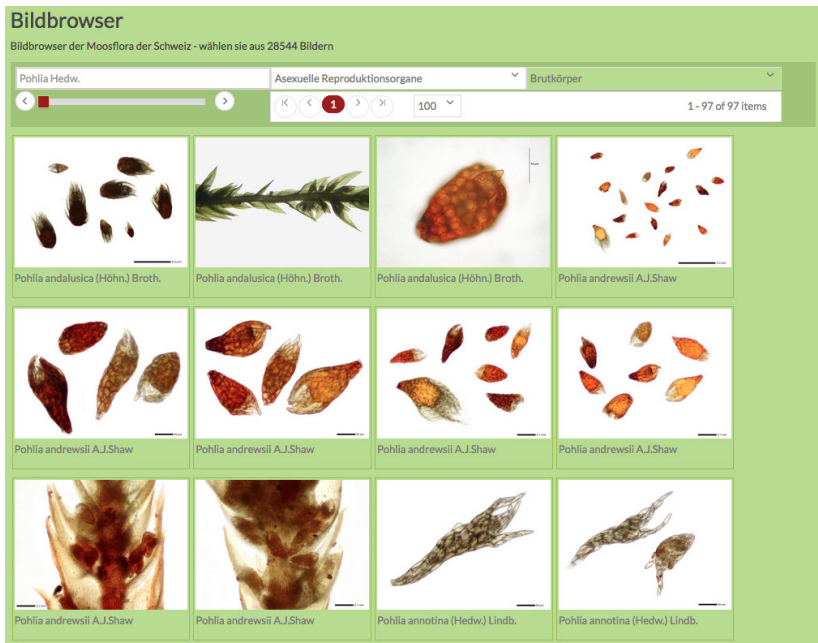 Bildbrowser
Bildbrowser der Moosflora der Schweiz - wählen sie aus 28544 Bildern
Pohlia Hedw.
Asexuelle Reproduktionsorgane
Brutkörper
1
100
1 - 97 of 97 items
Pohlia andalusica (Höhn.) Broth.
Pohlia andalusica (Höhn.) Broth.
Pohlia andalusica (Höhn.) Broth.
Pohlia andrewsii A.J.Shaw
Pohlia andrewsii A.J.Shaw
Pohlia andrewsii A.J.Shaw
Pohlia andrewsii A.J.Shaw
Pohlia andrewsii A.J.Shaw
Pohlia andrewsii A.J.Shaw
Pohlia andrewsii A.J.Shaw
Pohlia annotina (Hedw.) Lindb.
Pohlia annotina (Hedw.) Lindb.